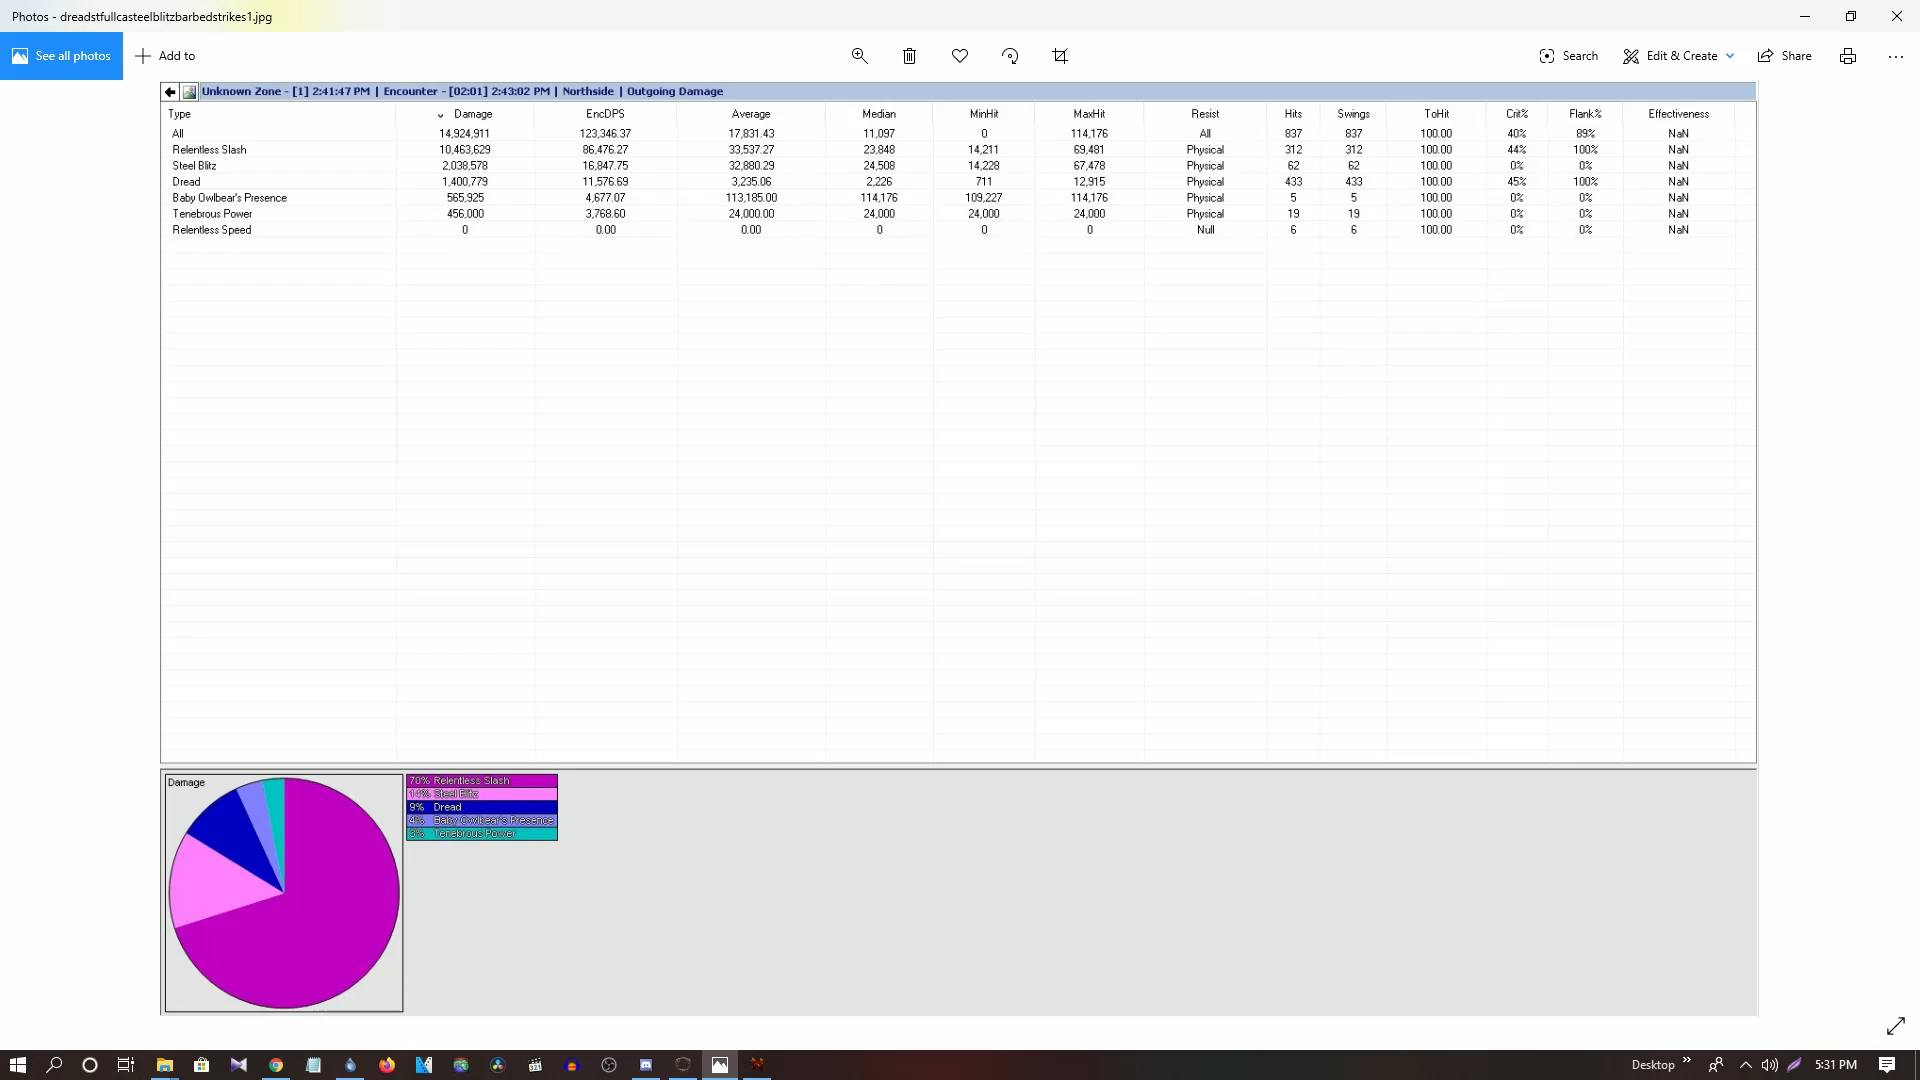 Photos - dreadstfullcasteelblitzbarbedstrikes1.jpg
See all photos Add to Search Edit & Create Share
Unknown Zone - [1] 2:41:47 PM | Encounter - [02:01] 2:43:02 PM | Northside | Outgoing Damage
Type Damage EncDPS Average Median MinHit MaxHit Resist Hits Swings ToHit Crit% Flank% Effectiveness
All 14,924,911 123,346.37 17,831.43 11,097 0 114,176 All 837 837 100.00 40% 89% NaN
Relentless Slash 10,463,629 86,476.27 33,537.27 23,848 14,211 69,481 Physical 312 312 100.00 44% 100% NaN
Steel Blitz 2,038,578 16,847.75 32,880.29 24,508 14,228 67,478 Physical 62 62 100.00 0% 0% NaN
Dread 1,400,779 11,576.69 3,235.06 2,226 711 12,915 Physical 433 433 100.00 45% 100% NaN
Baby Owlbear's Presence 565,925 4,677.07 113,185.00 114,176 109,227 114,176 Physical 5 5 100.00 0% 0% NaN
Tenebrous Power 456,000 3,768.60 24,000.00 24,000 24,000 24,000 Physical 19 19 100.00 0% 0% NaN
Relentless Speed 0 0.00 0.00 0 0 0 Null 6 6 100.00 0% 0% NaN
Damage
70% Relentless Slash
14% Steel Blitz
9% Dread
4% Baby Owlbear's Presence
3% Tenebrous Power
Desktop 5:31 PM